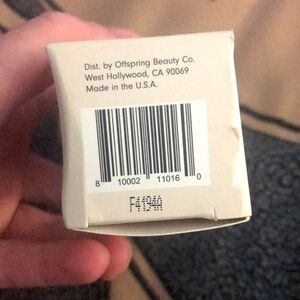 Dist. by Offspring Beauty Co.
West Hollywood, CA 90069
Made in the U.S.A.
8 10002 11016 0
F4194A